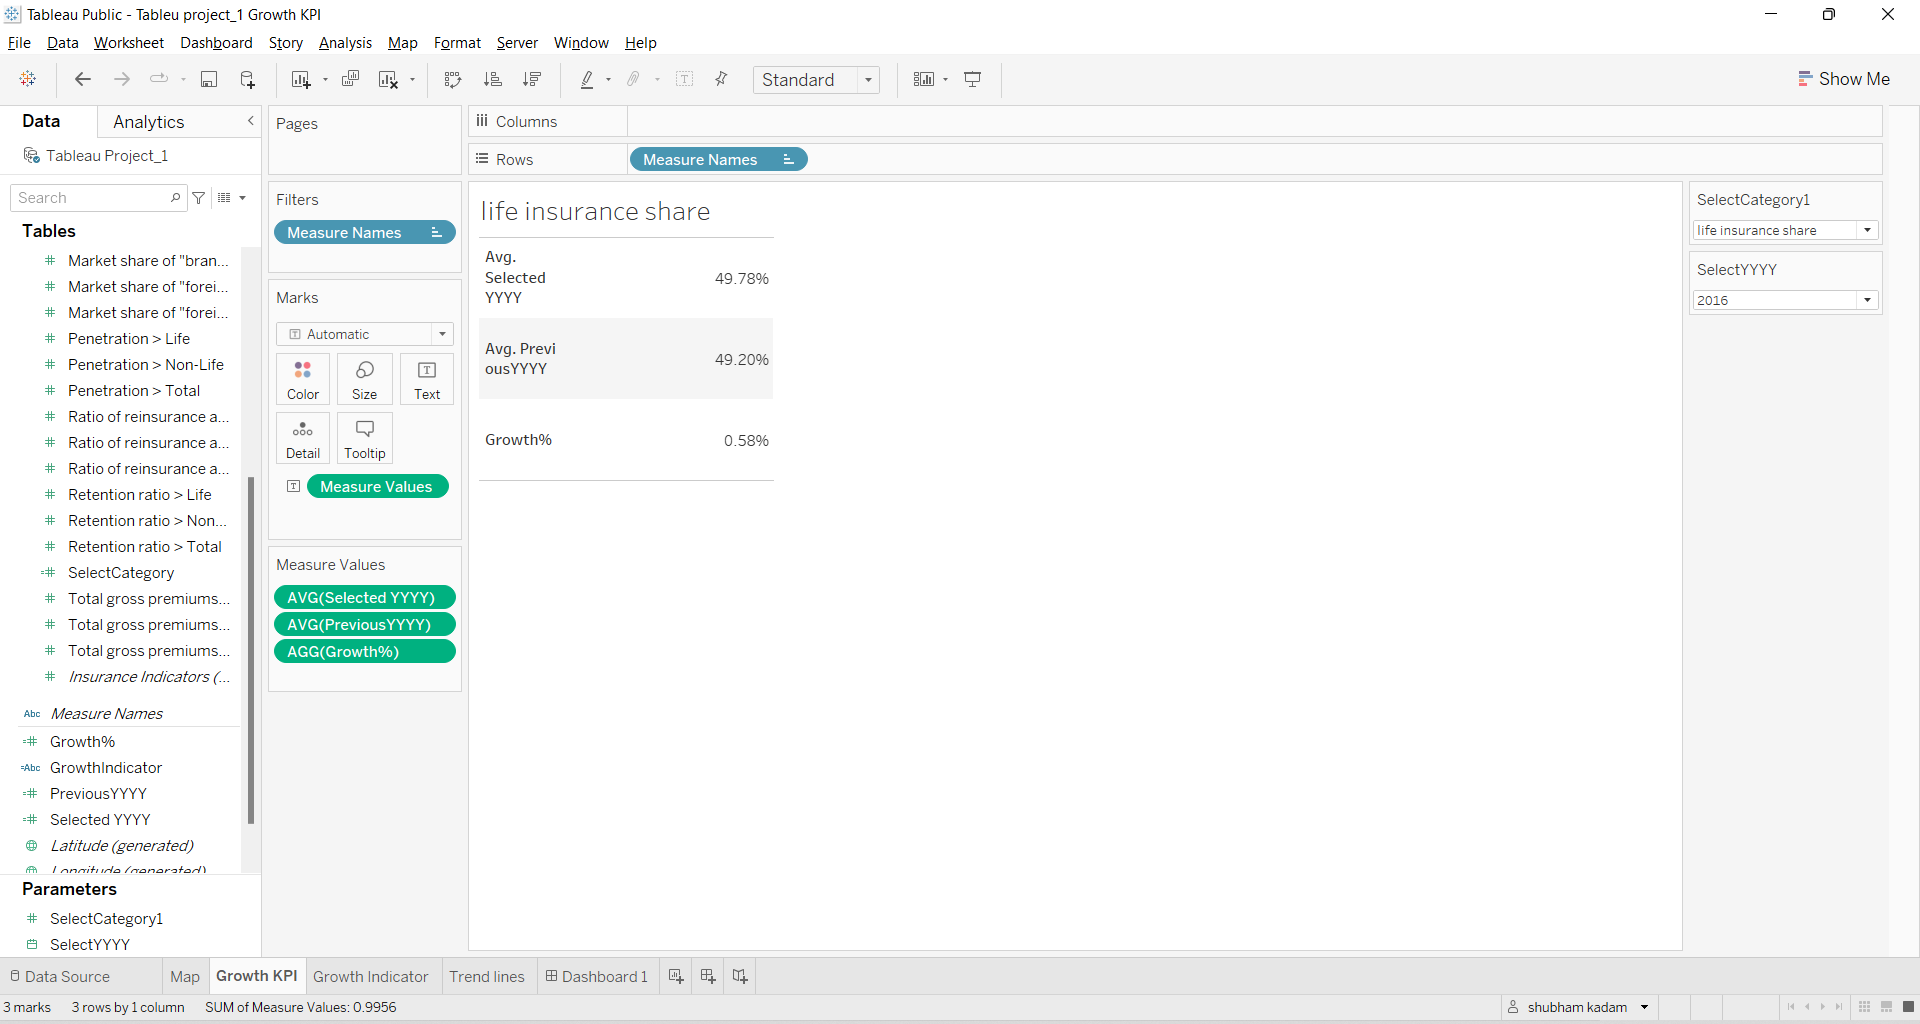 Tableau Public - Tableu project_1 Growth KPI
File Data Worksheet Dashboard Story Analysis Map Format Server Window Help
Standard
Show Me
Data Analytics
Tableau Project_1
Search
Tables
# Market share of "bran...
# Market share of "forei...
# Market share of "forei...
# Penetration > Life
# Penetration > Non-Life
# Penetration > Total
# Ratio of reinsurance a...
# Ratio of reinsurance a...
# Ratio of reinsurance a...
# Retention ratio > Life
# Retention ratio > Non...
# Retention ratio > Total
=# SelectCategory
# Total gross premiums...
# Total gross premiums...
# Total gross premiums...
# Insurance Indicators (...
Abc Measure Names
=# Growth%
=Abc GrowthIndicator
=# PreviousYYYY
=# Selected YYYY
Latitude (generated)
Longitude (generated)
Parameters
# SelectCategory1
SelectYYYY
Pages
Filters
Measure Names
Marks
T Automatic
Color Size Text
Detail Tooltip
T Measure Values
Measure Values
AVG(Selected YYYY)
AVG(PreviousYYYY)
AGG(Growth%)
Columns
Rows
Measure Names
life insurance share
Avg.
Selected
YYYY
49.78%
Avg. Previ
ousYYYY
49.20%
Growth%
0.58%
SelectCategory1
life insurance share
SelectYYYY
2016
Data Source Map Growth KPI Growth Indicator Trend lines Dashboard 1
3 marks 3 rows by 1 column SUM of Measure Values: 0.9956
shubham kadam